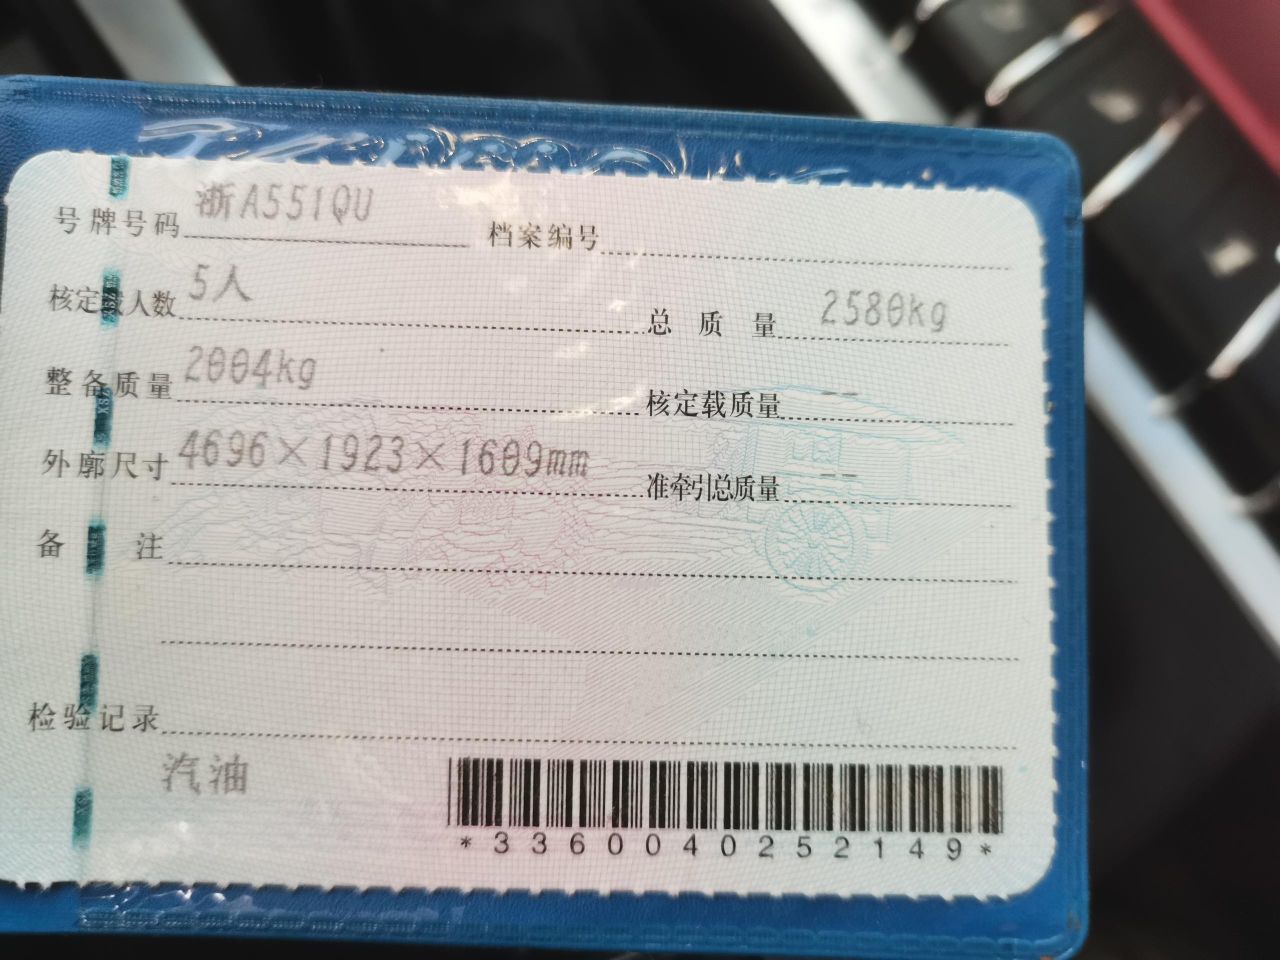 号牌号码 浙A551QU 档案编号
核定载人数 5人 总质量 2580kg
整备质量 2004kg 核定载质量 --
外廓尺寸 4696×1923×1609mm 准牵引总质量 --
备注
检验记录
汽油
*3360040252149*